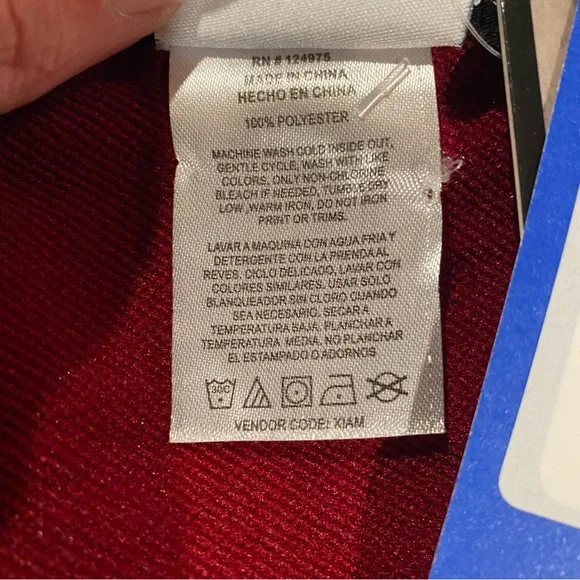 RN # 124975
MADE IN CHINA
HECHO EN CHINA
100% POLYESTER
MACHINE WASH COLD INSIDE OUT,
GENTLE CYCLE, WASH WITH LIKE
COLORS, ONLY NON-CHLORINE
BLEACH IF NEEDED, TUMBLE DRY
LOW ,WARM IRON, DO NOT IRON
PRINT OR TRIMS.
LAVAR A MAQUINA CON AGUA FRIA Y
DETERGENTE CON LA PRENDA AL
REVES. CICLO DELICADO, LAVAR CON
COLORES SIMILARES. USAR SOLO
BLANQUEADOR SIN CLORO CUANDO
SEA NECESARIO. SECAR A
TEMPERATURA BAJA. PLANCHAR A
TEMPERATURA MEDIA. NO PLANCHAR
EL ESTAMPADO O ADORNOS
30C
VENDOR CODE: XIAM